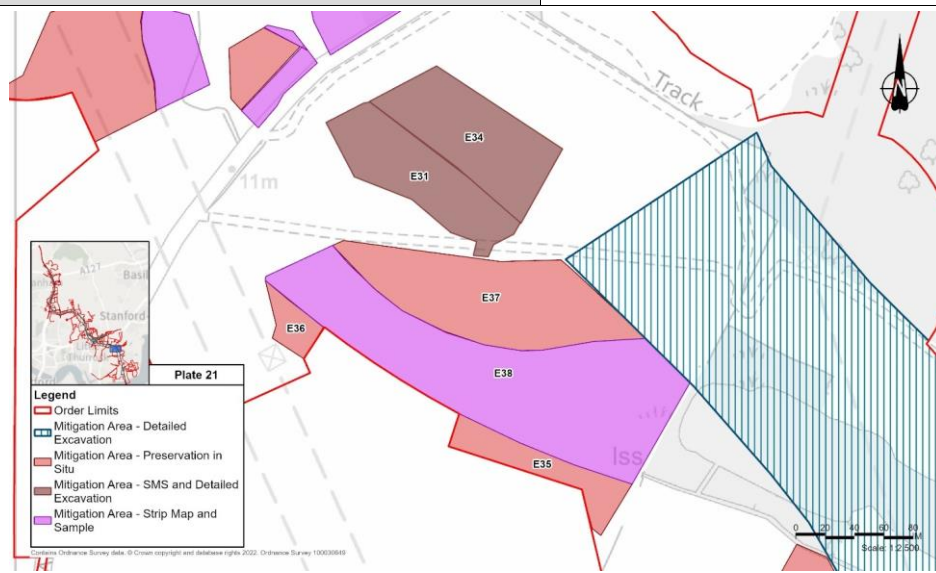 Track
N
E34
E31
11m
E37
E36
E38
E35
Iss
A127
Basil
Stanford
Plate 21
Legend
Order Limits
Mitigation Area - Detailed
Excavation
Mitigation Area - Preservation in
Situ
Mitigation Area - SMS and Detailed
Excavation
Mitigation Area - Strip Map and
Sample
0 20 40 60 80
M
Scale: 1:2,500
Contains Ordnance Survey data. © Crown copyright and database rights 2022. Ordnance Survey 100030649